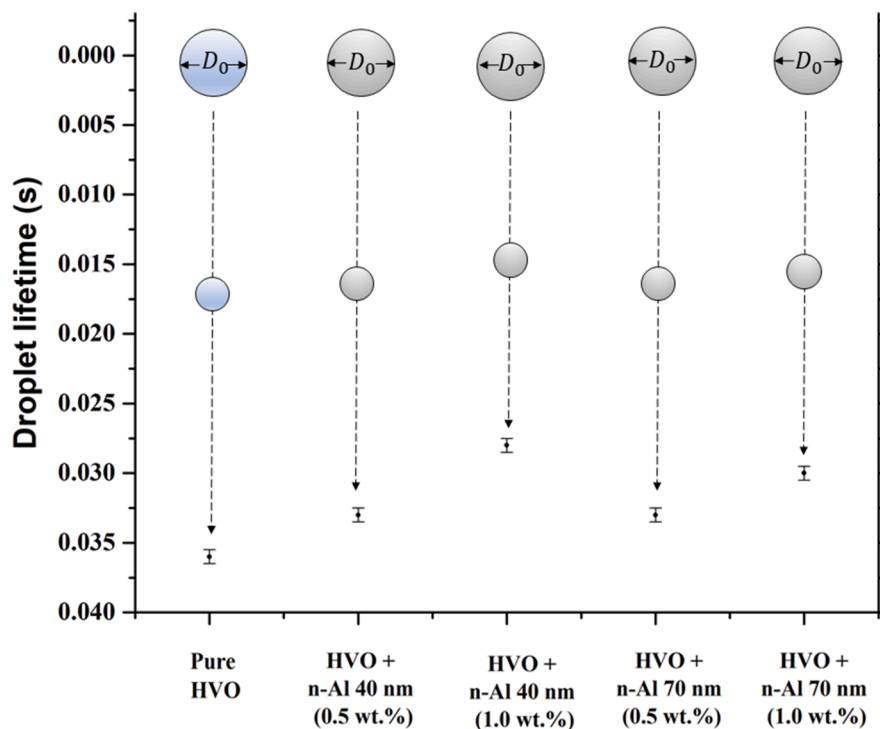 D₀ D₀ D₀ D₀ D₀
0.000
0.005
0.010
0.015
0.020
0.025
0.030
0.035
0.040
Droplet lifetime (s)
Pure
HVO
HVO +
n-Al 40 nm
(0.5 wt.%)
HVO +
n-Al 40 nm
(1.0 wt.%)
HVO +
n-Al 70 nm
(0.5 wt.%)
HVO +
n-Al 70 nm
(1.0 wt.%)